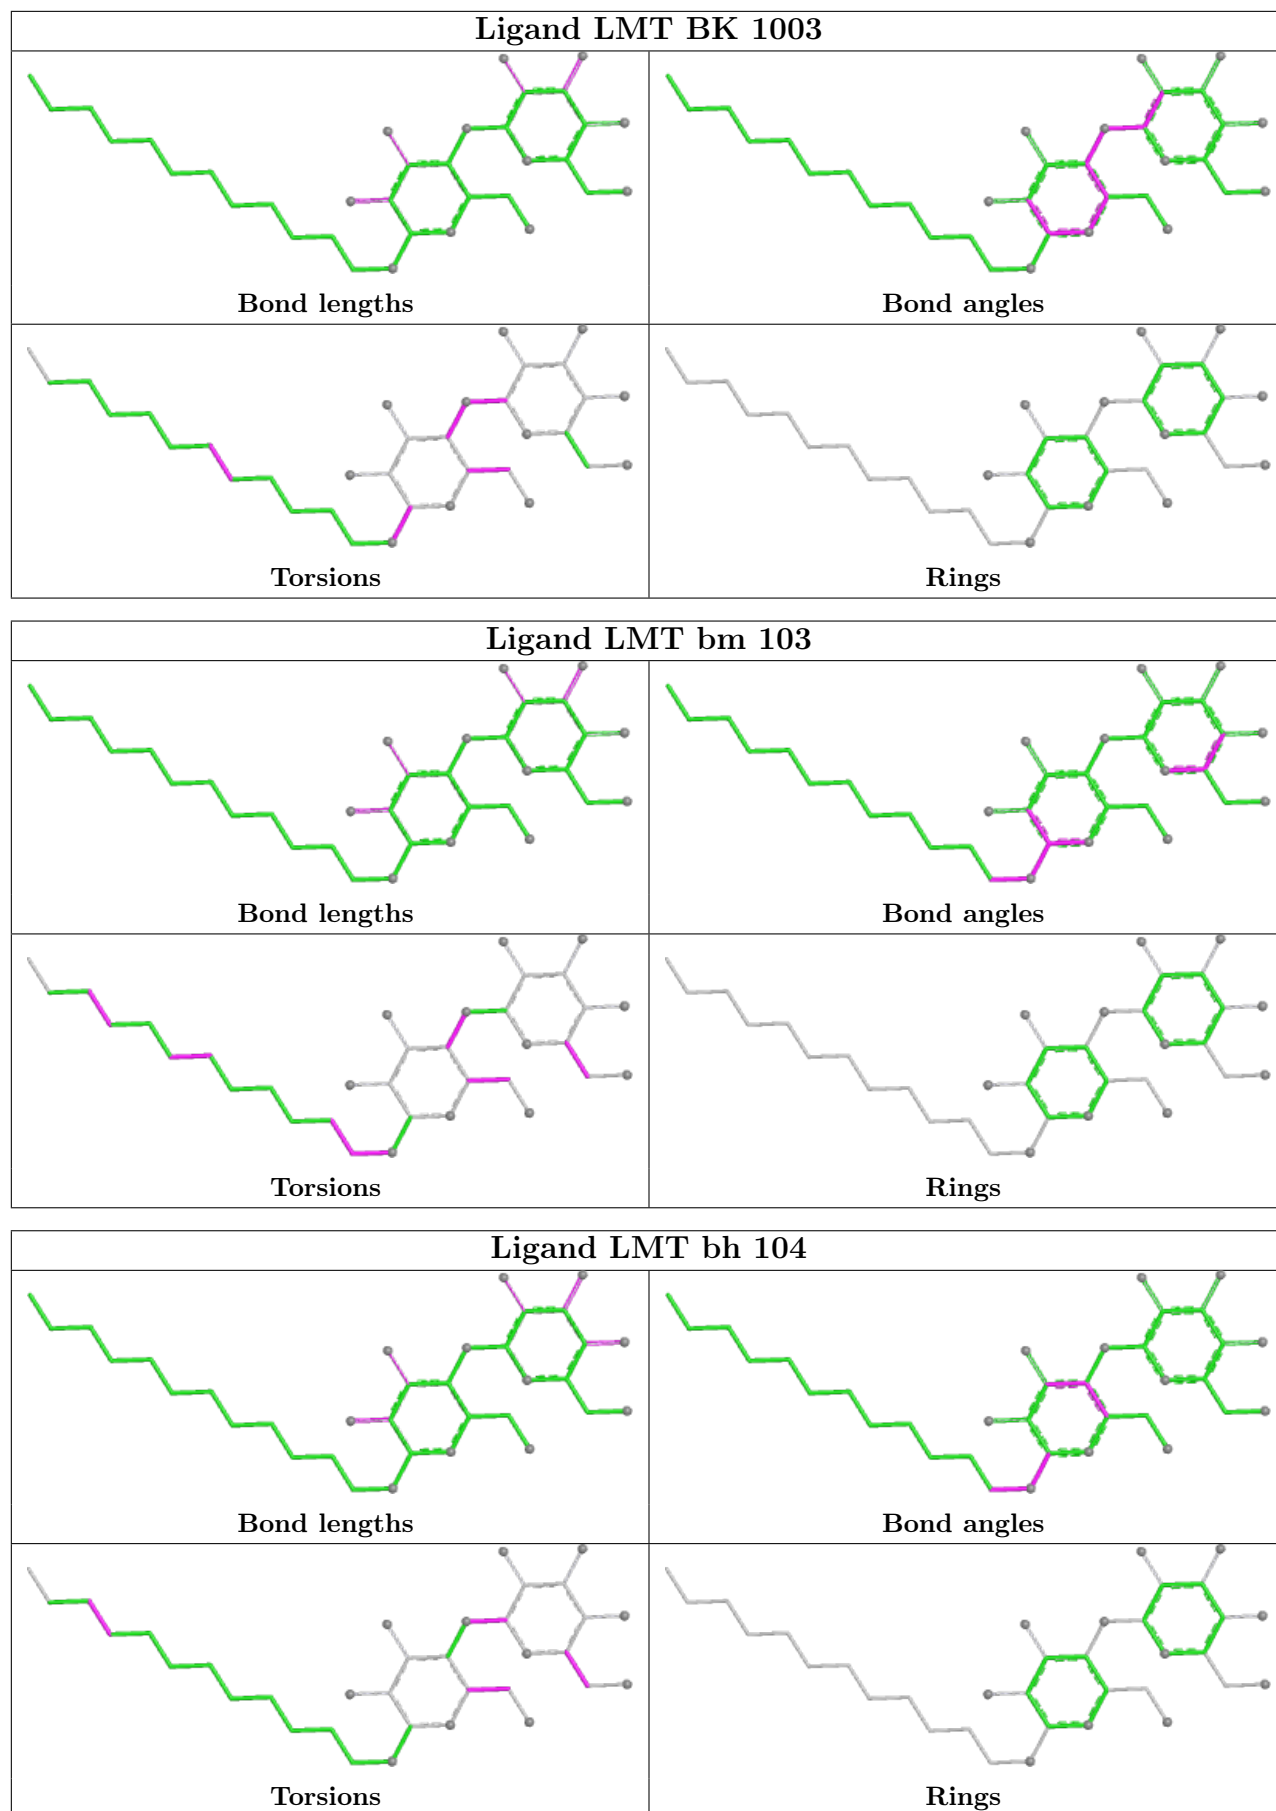 Ligand LMT BK 1003
Bond lengths
Bond angles
Torsions
Rings
Ligand LMT bm 103
Bond lengths
Bond angles
Torsions
Rings
Ligand LMT bh 104
Bond lengths
Bond angles
Torsions
Rings